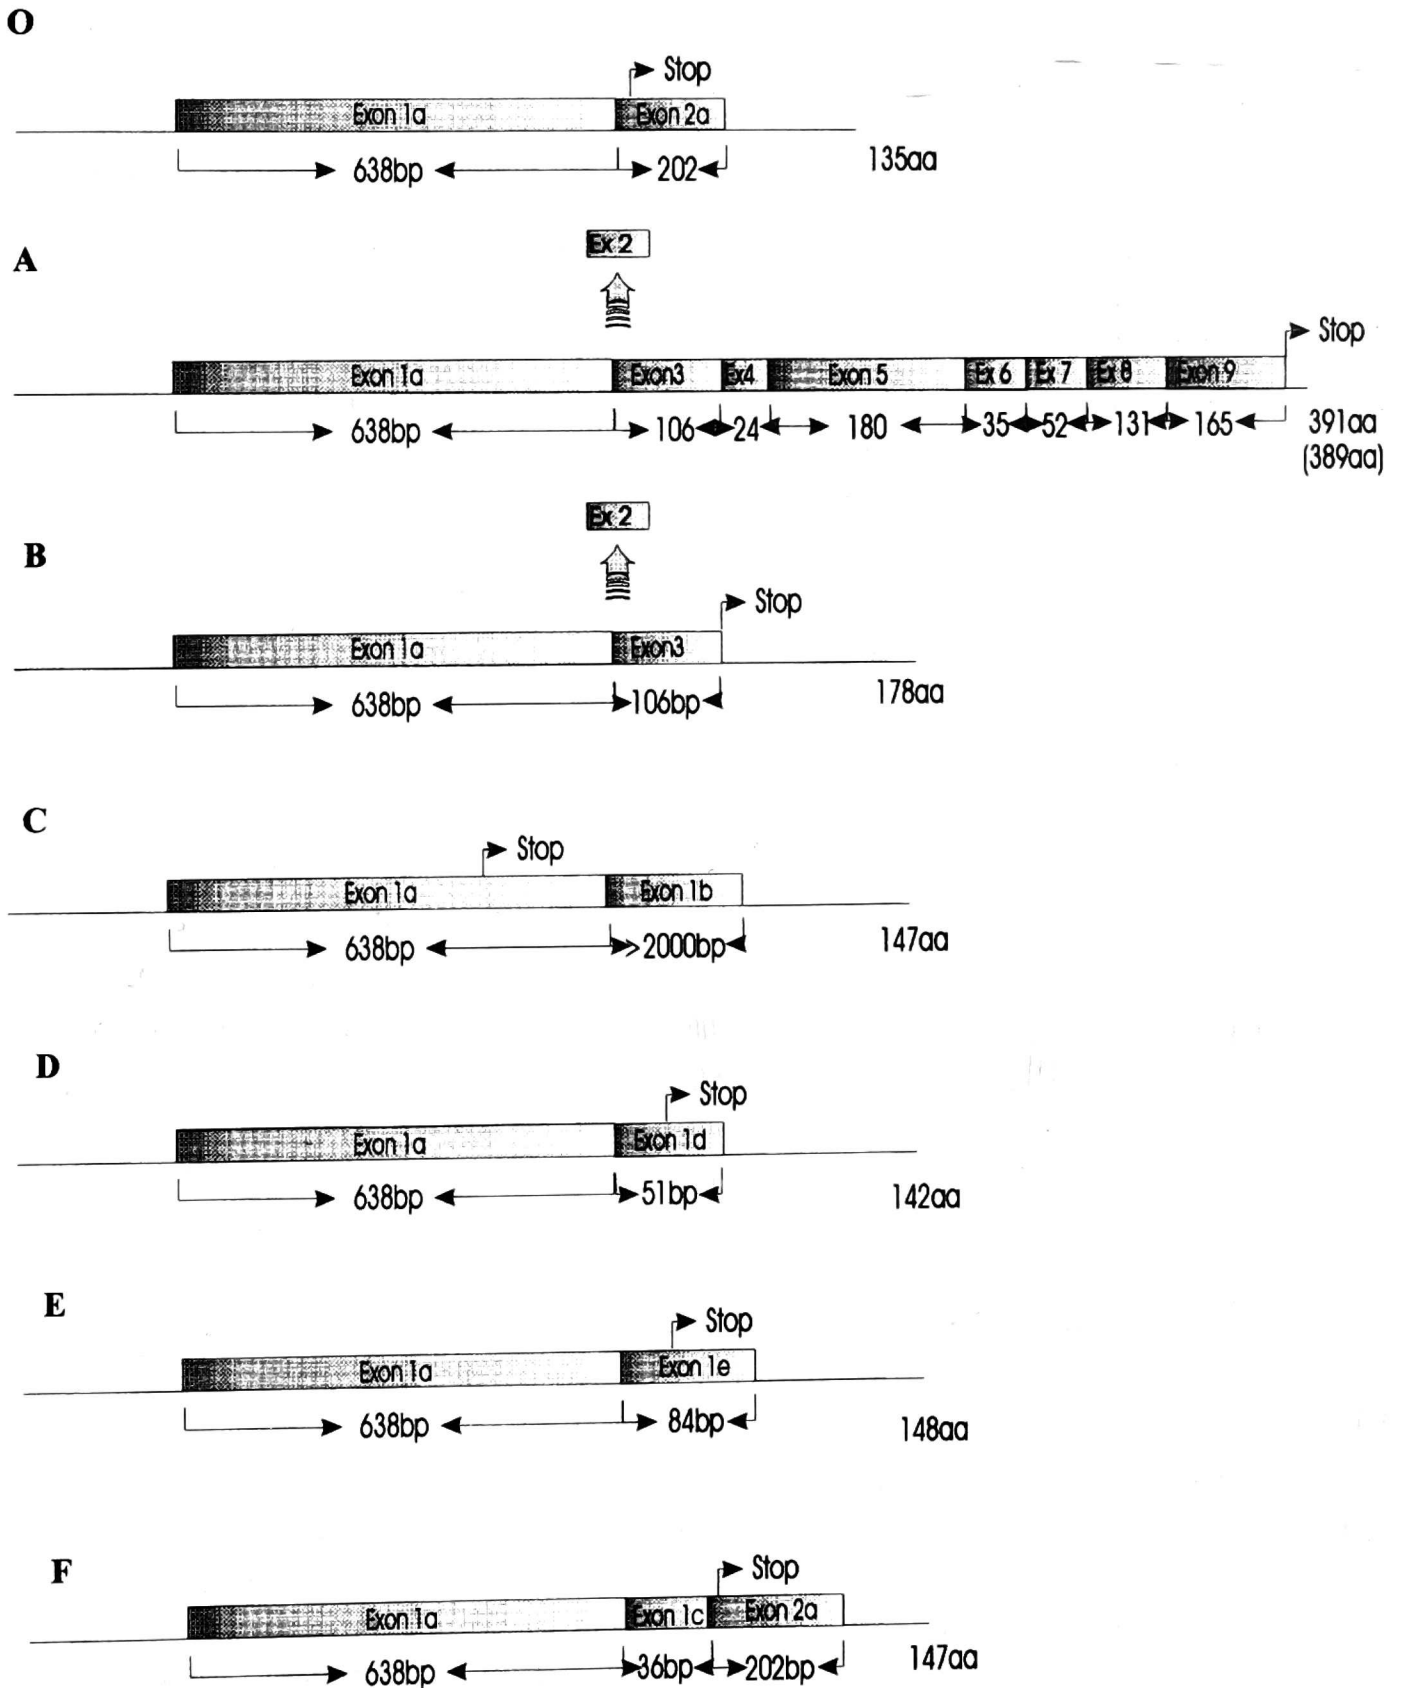 O
Stop
Exon 1a Exon 2a
638bp 202 135aa
Ex 2
A
Stop
Exon 1a Exon3 Ex4 Exon 5 Ex 6 Ex 7 Ex 8 Exon 9
638bp 106 24 180 35 52 131 165 391aa
(389aa)
Ex 2
B
Stop
Exon 1a Exon3
638bp 106bp 178aa
C
Stop
Exon 1a Exon 1b
638bp >2000bp 147aa
D
Stop
Exon 1a Exon 1d
638bp 51bp 142aa
E
Stop
Exon 1a Exon 1e
638bp 84bp 148aa
F
Stop
Exon 1a Exon 1c Exon 2a
638bp 36bp 202bp 147aa